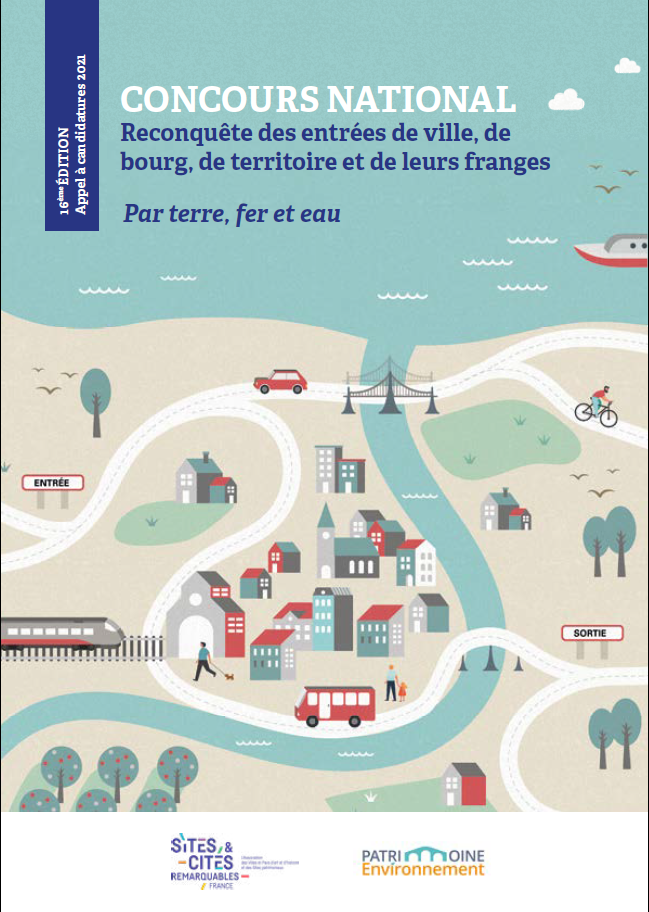 16ème ÉDITION
Appel à candidatures 2021
CONCOURS NATIONAL
Reconquête des entrées de ville, de
bourg, de territoire et de leurs franges
Par terre, fer et eau
ENTRÉE
SORTIE
SITES & 
CITÉS
REMARQUABLES
FRANCE
PATRIMOINE
Environnement